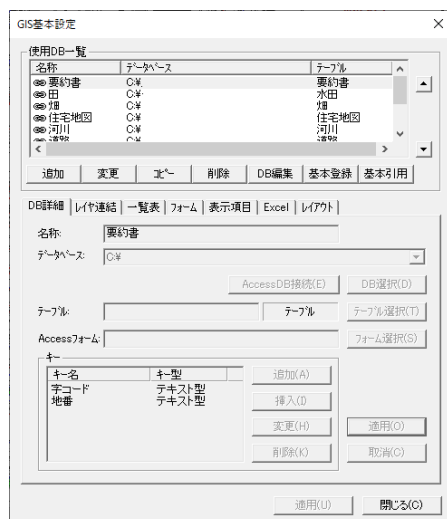 GIS基本設定
使用DB一覧
名称 ﾃﾞｰﾀﾍﾞｰｽ ﾃｰﾌﾞﾙ
要約書 C:¥ 要約書
田 C:¥ 水田
畑 C:¥ 畑
住宅地図 C:¥ 住宅地図
河川 C:¥ 河川
道路 C:¥ 道路
追加 変更 ｺﾋﾟｰ 削除 DB編集 基本登録 基本引用
DB詳細 ﾚｲﾔ連結 一覧表 ﾌｫｰﾑ 表示項目 Excel ﾚｲｱｳﾄ
名称: 要約書
ﾃﾞｰﾀﾍﾞｰｽ: C:¥
AccessDB接続(E) DB選択(D)
ﾃｰﾌﾞﾙ: ﾃｰﾌﾞﾙ ﾃｰﾌﾞﾙ選択(T)
Accessﾌｫｰﾑ: ﾌｫｰﾑ選択(S)
キー
キー名 キー型 追加(A)
字コード テキスト型
地番 テキスト型 挿入(I)
変更(H) 適用(O)
削除(K) 取消(C)
適用(U) 閉じる(C)